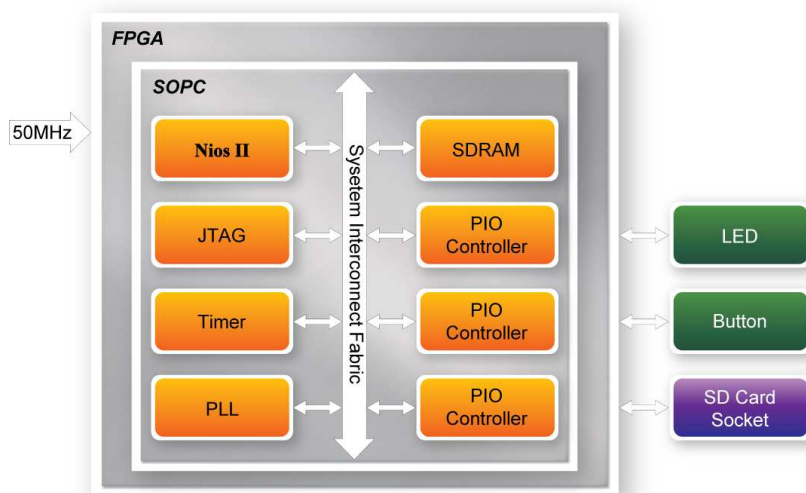 FPGA
SOPC
50MHz
Nios II
SDRAM
JTAG
PIO
Controller
LED
Timer
PIO
Controller
Button
PLL
PIO
Controller
SD Card
Socket
Sysetem Interconnect Fabric